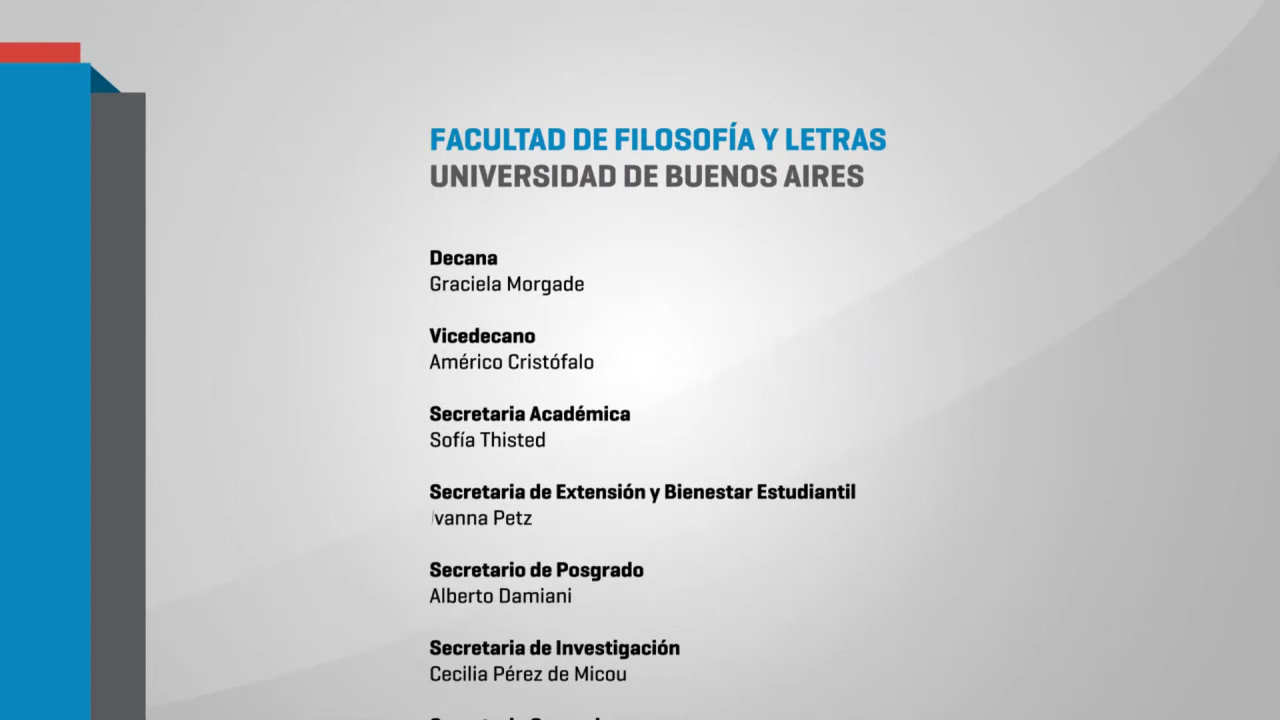 FACULTAD DE FILOSOFÍA Y LETRAS
UNIVERSIDAD DE BUENOS AIRES
Decana
Graciela Morgade
Vicedecano
Américo Cristófalo
Secretaria Académica
Sofía Thisted
Secretaria de Extensión y Bienestar Estudiantil
Ivanna Petz
Secretario de Posgrado
Alberto Damiani
Secretaria de Investigación
Cecilia Pérez de Micou